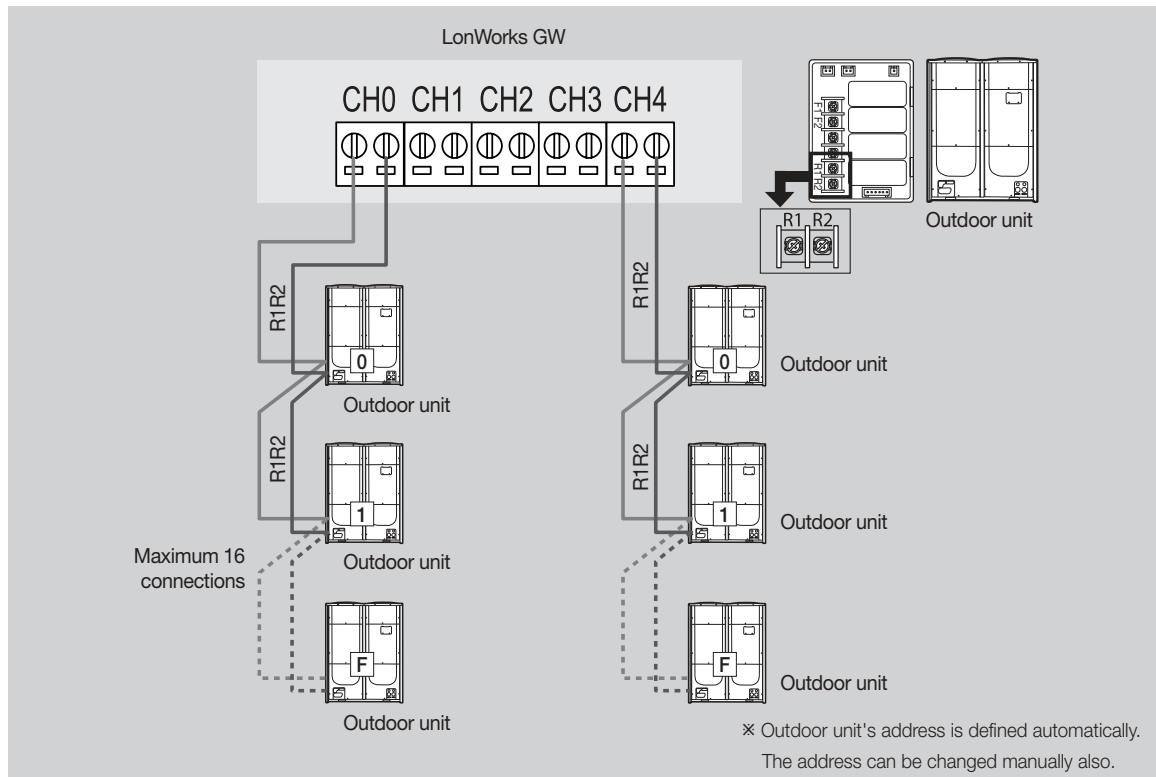 LonWorks GW
CH0 CH1 CH2 CH3 CH4
F1
F2
R1
R2
R1 R2
Outdoor unit
R1R2
R1R2
0
Outdoor unit
0
Outdoor unit
R1R2
R1R2
1
Outdoor unit
1
Outdoor unit
Maximum 16
connections
F
Outdoor unit
F
Outdoor unit
※ Outdoor unit's address is defined automatically.
The address can be changed manually also.